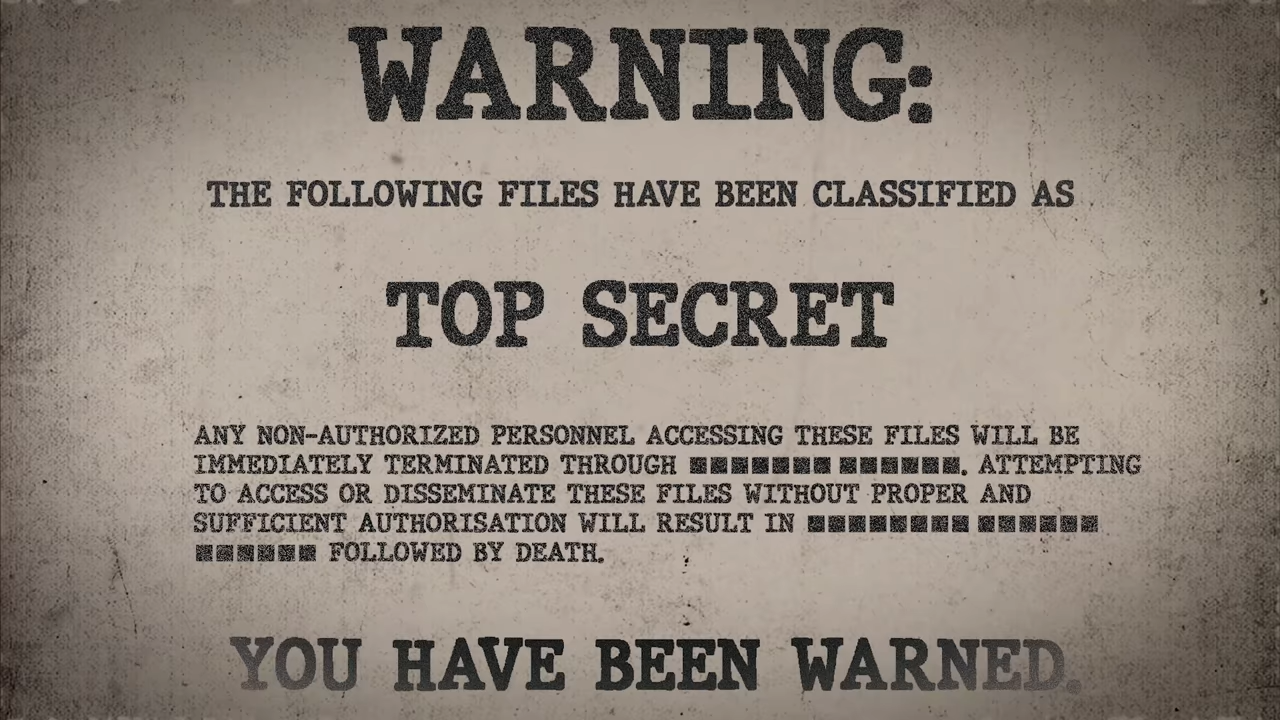 WARNING:
THE FOLLOWING FILES HAVE BEEN CLASSIFIED AS
TOP SECRET
ANY NON-AUTHORIZED PERSONNEL ACCESSING THESE FILES WILL BE
IMMEDIATELY TERMINATED THROUGH ■■■■■■■ ■■■■■■. ATTEMPTING
TO ACCESS OR DISSEMINATE THESE FILES WITHOUT PROPER AND
SUFFICIENT AUTHORISATION WILL RESULT IN ■■■■■■■■ ■■■■■■
■■■■■■ FOLLOWED BY DEATH.
YOU HAVE BEEN WARNED.